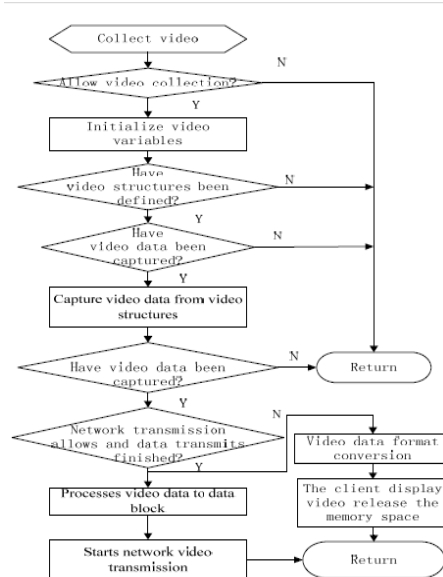 Collect video
N
Allow video collection?
Y
Initialize video
variables
Have
video structures been
defined?
N
Y
Have
video data been
captured?
N
Y
Capture video data from video
structures
Have video data been
captured?
N
Return
Y
Network transmission
allows and data transmits
finished?
N
Y
Video data format
conversion
Processes video data to data
block
The client display
video release the
memory space
Starts network video
transmission
Return